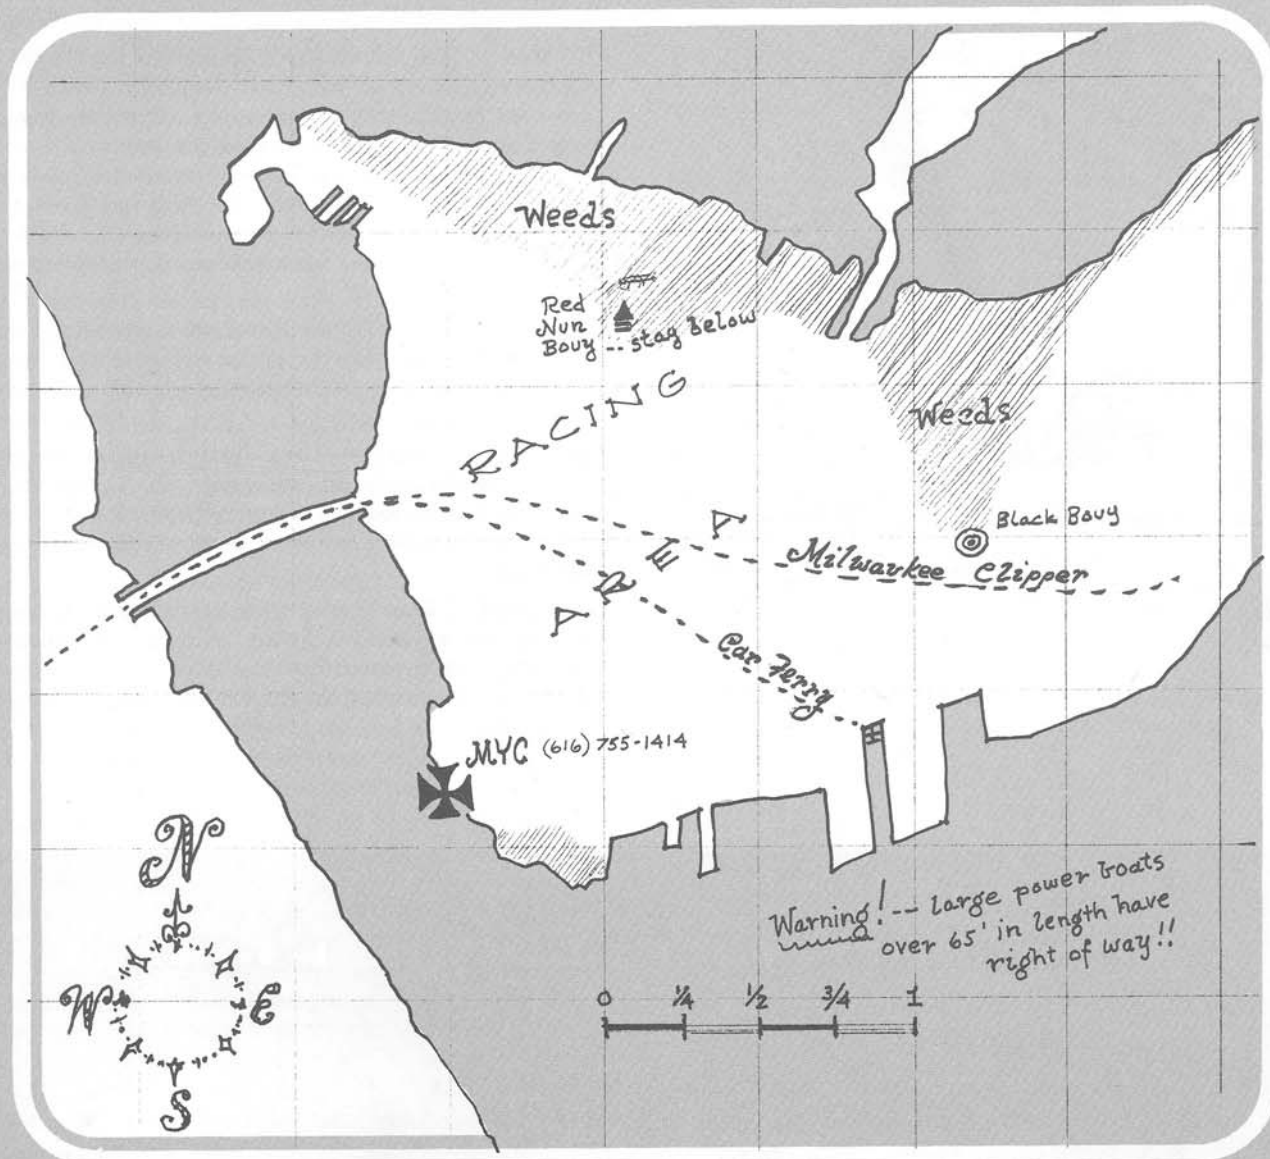 Weeds
Red
Nun
Bouy -- stay below
RACING
AREA
Weeds
Black Bouy
Milwaukee Clipper
Car Ferry
MYC (616) 755-1414
N
W
E
S
Warning! -- large power boats
over 65' in length have
right of way!!
0 1/4 1/2 3/4 1